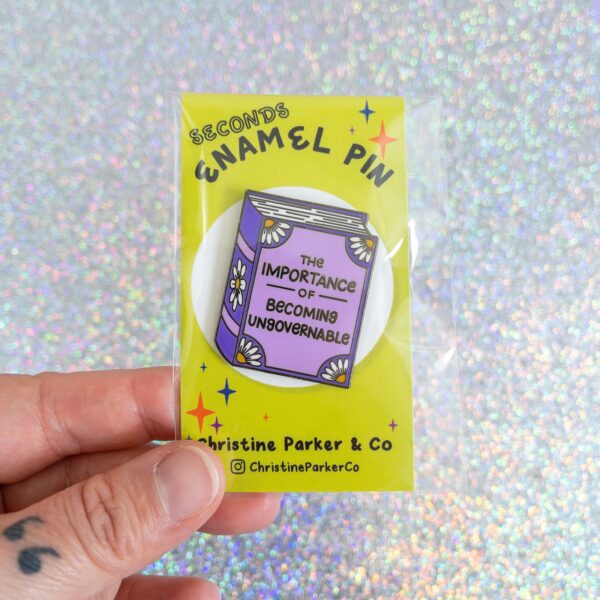 SECONDS
ENAMEL PIN
THE
IMPORTANCE
OF
BECOMING
UNGOVERNABLE
Christine Parker & Co
ChristineParkerCo